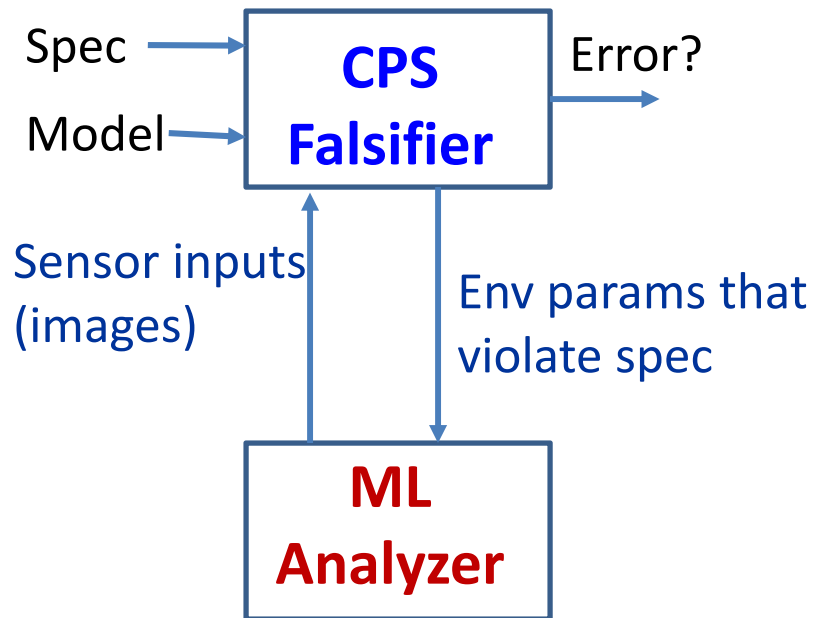 Spec
Model
CPS
Falsifier
Error?
Sensor inputs
(images)
Env params that
violate spec
ML
Analyzer